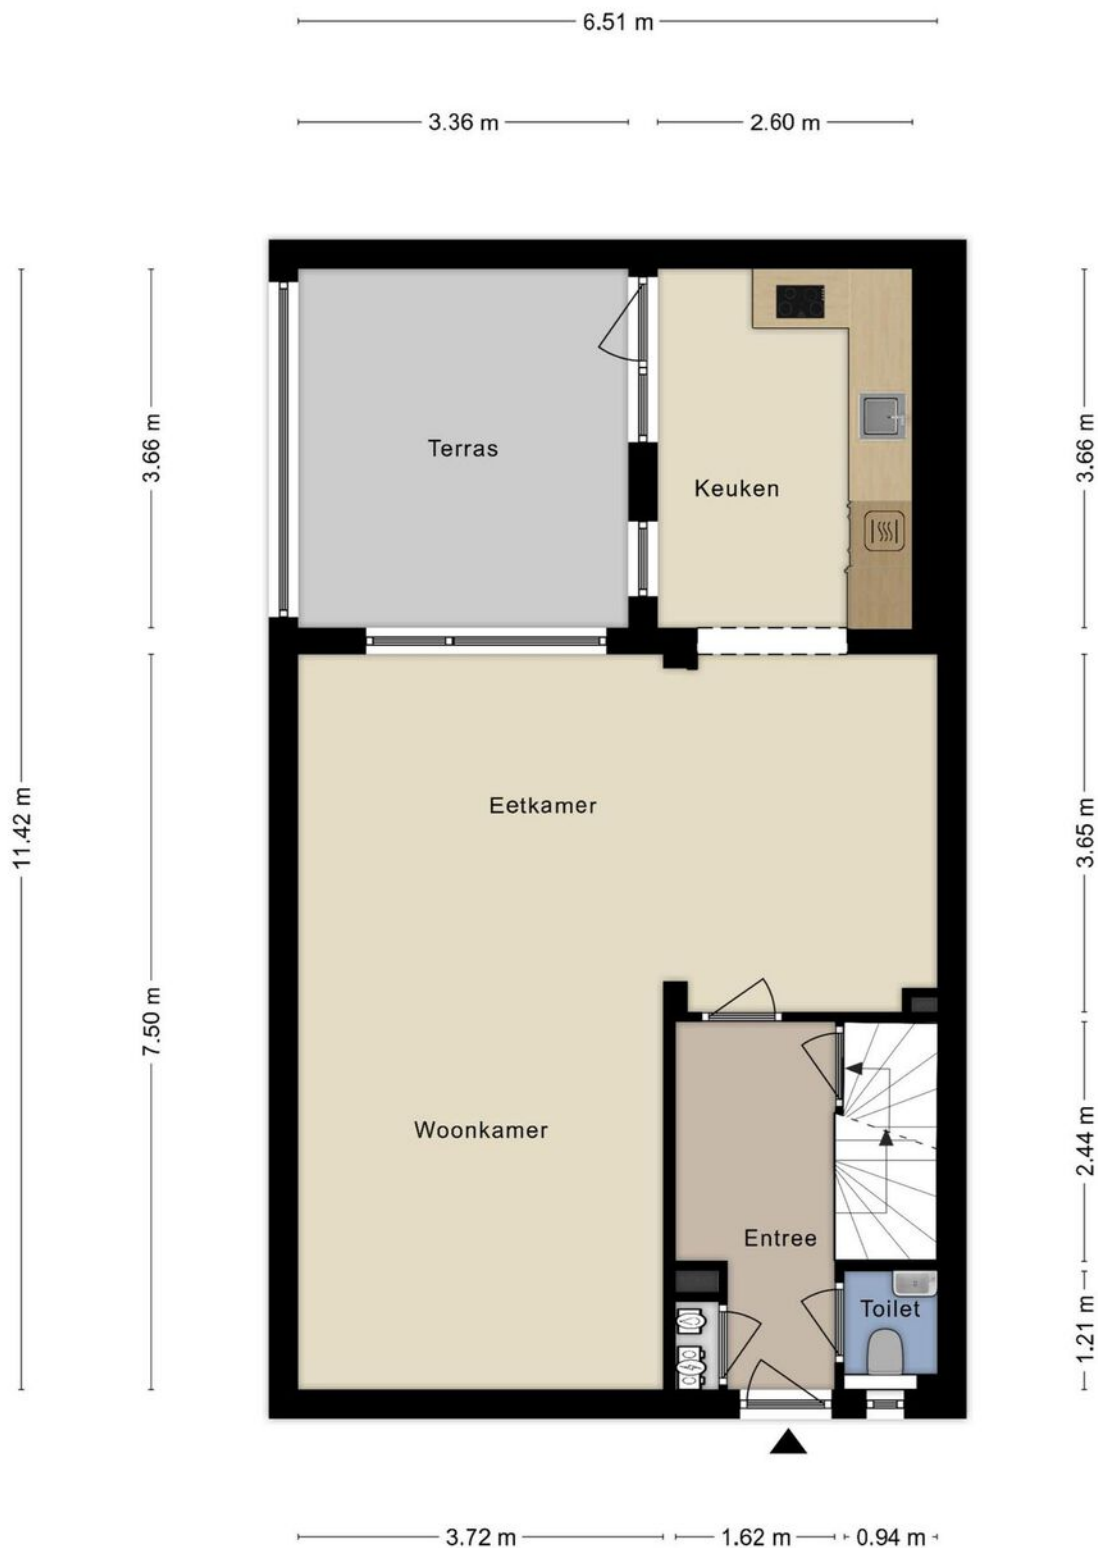 6.51 m
3.36 m
2.60 m
3.66 m
3.66 m
Terras
Keuken
11.42 m
Eetkamer
3.65 m
7.50 m
Woonkamer
2.44 m
Entree
Toilet
1.21 m
3.72 m
1.62 m
0.94 m